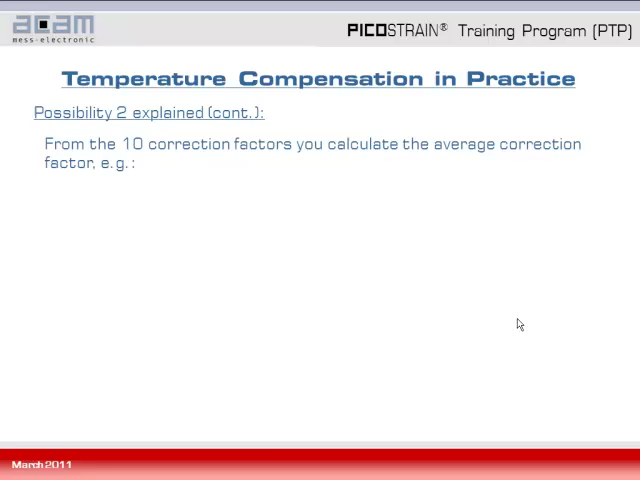 acam
mess-electronic
PICOSTRAIN® Training Program (PTP)
Temperature Compensation in Practice
Possibility 2 explained (cont.):
From the 10 correction factors you calculate the average correction
factor, e.g.:
March 2011